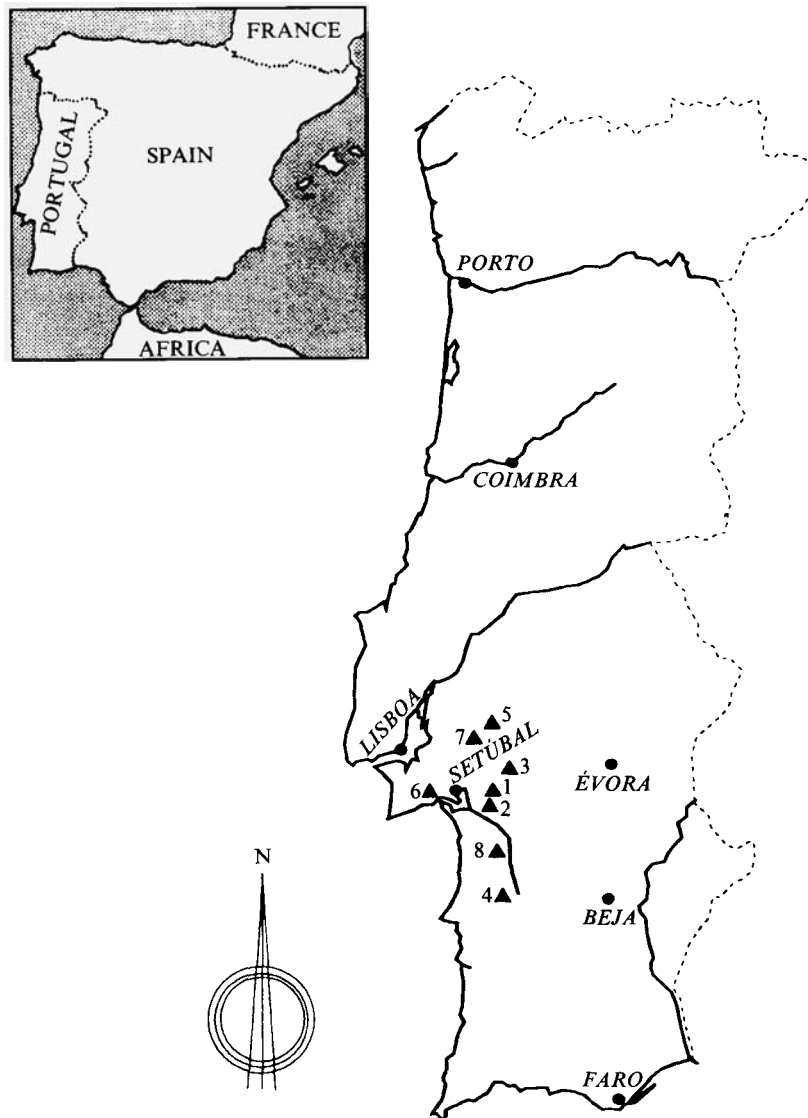 FRANCE
PORTUGAL
SPAIN
AFRICA
PORTO
COIMBRA
LISBOA
5
7
SETÚBAL
3
ÉVORA
6
1
2
8
4
BEJA
N
FARO